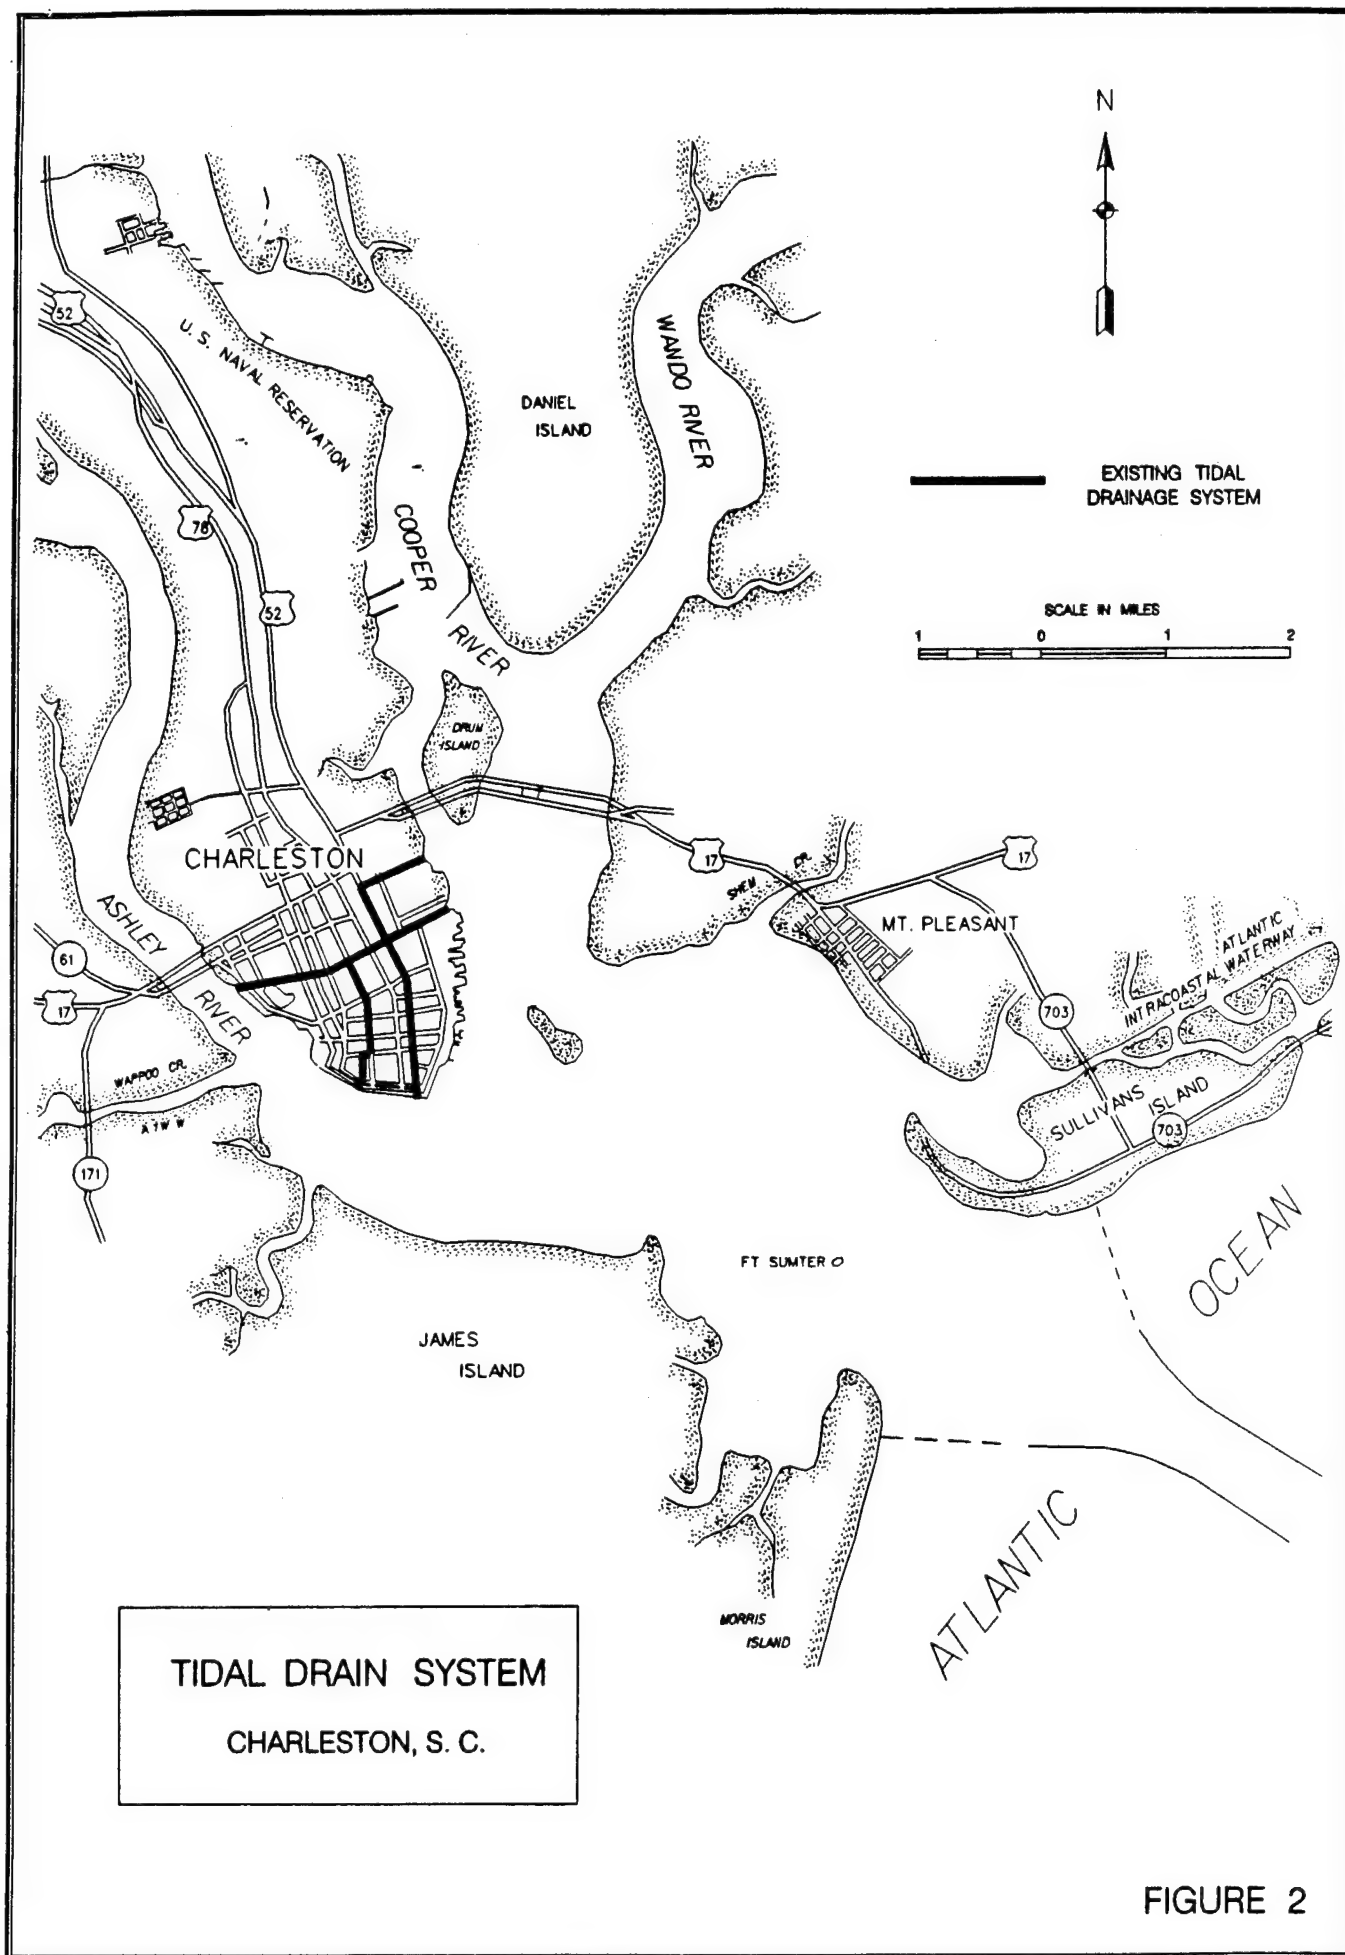 N
52
U. S. NAVAL RESERVATION
WANDO RIVER
DANIEL
ISLAND
EXISTING TIDAL
DRAINAGE SYSTEM
78
COOPER
RIVER
52
SCALE IN MILES
1 0 1 2
DRUM
ISLAND
17
17
SHEM CR.
CHARLESTON
MT. PLEASANT
ASHLEY
RIVER
61
17
ATLANTIC
INTRACOASTAL WATERWAY
703
WAPPOO CR.
A I W W
SULLIVANS
ISLAND
703
171
FT SUMTER
OCEAN
JAMES
ISLAND
ATLANTIC
MORRIS
ISLAND
TIDAL DRAIN SYSTEM
CHARLESTON, S. C.
FIGURE 2